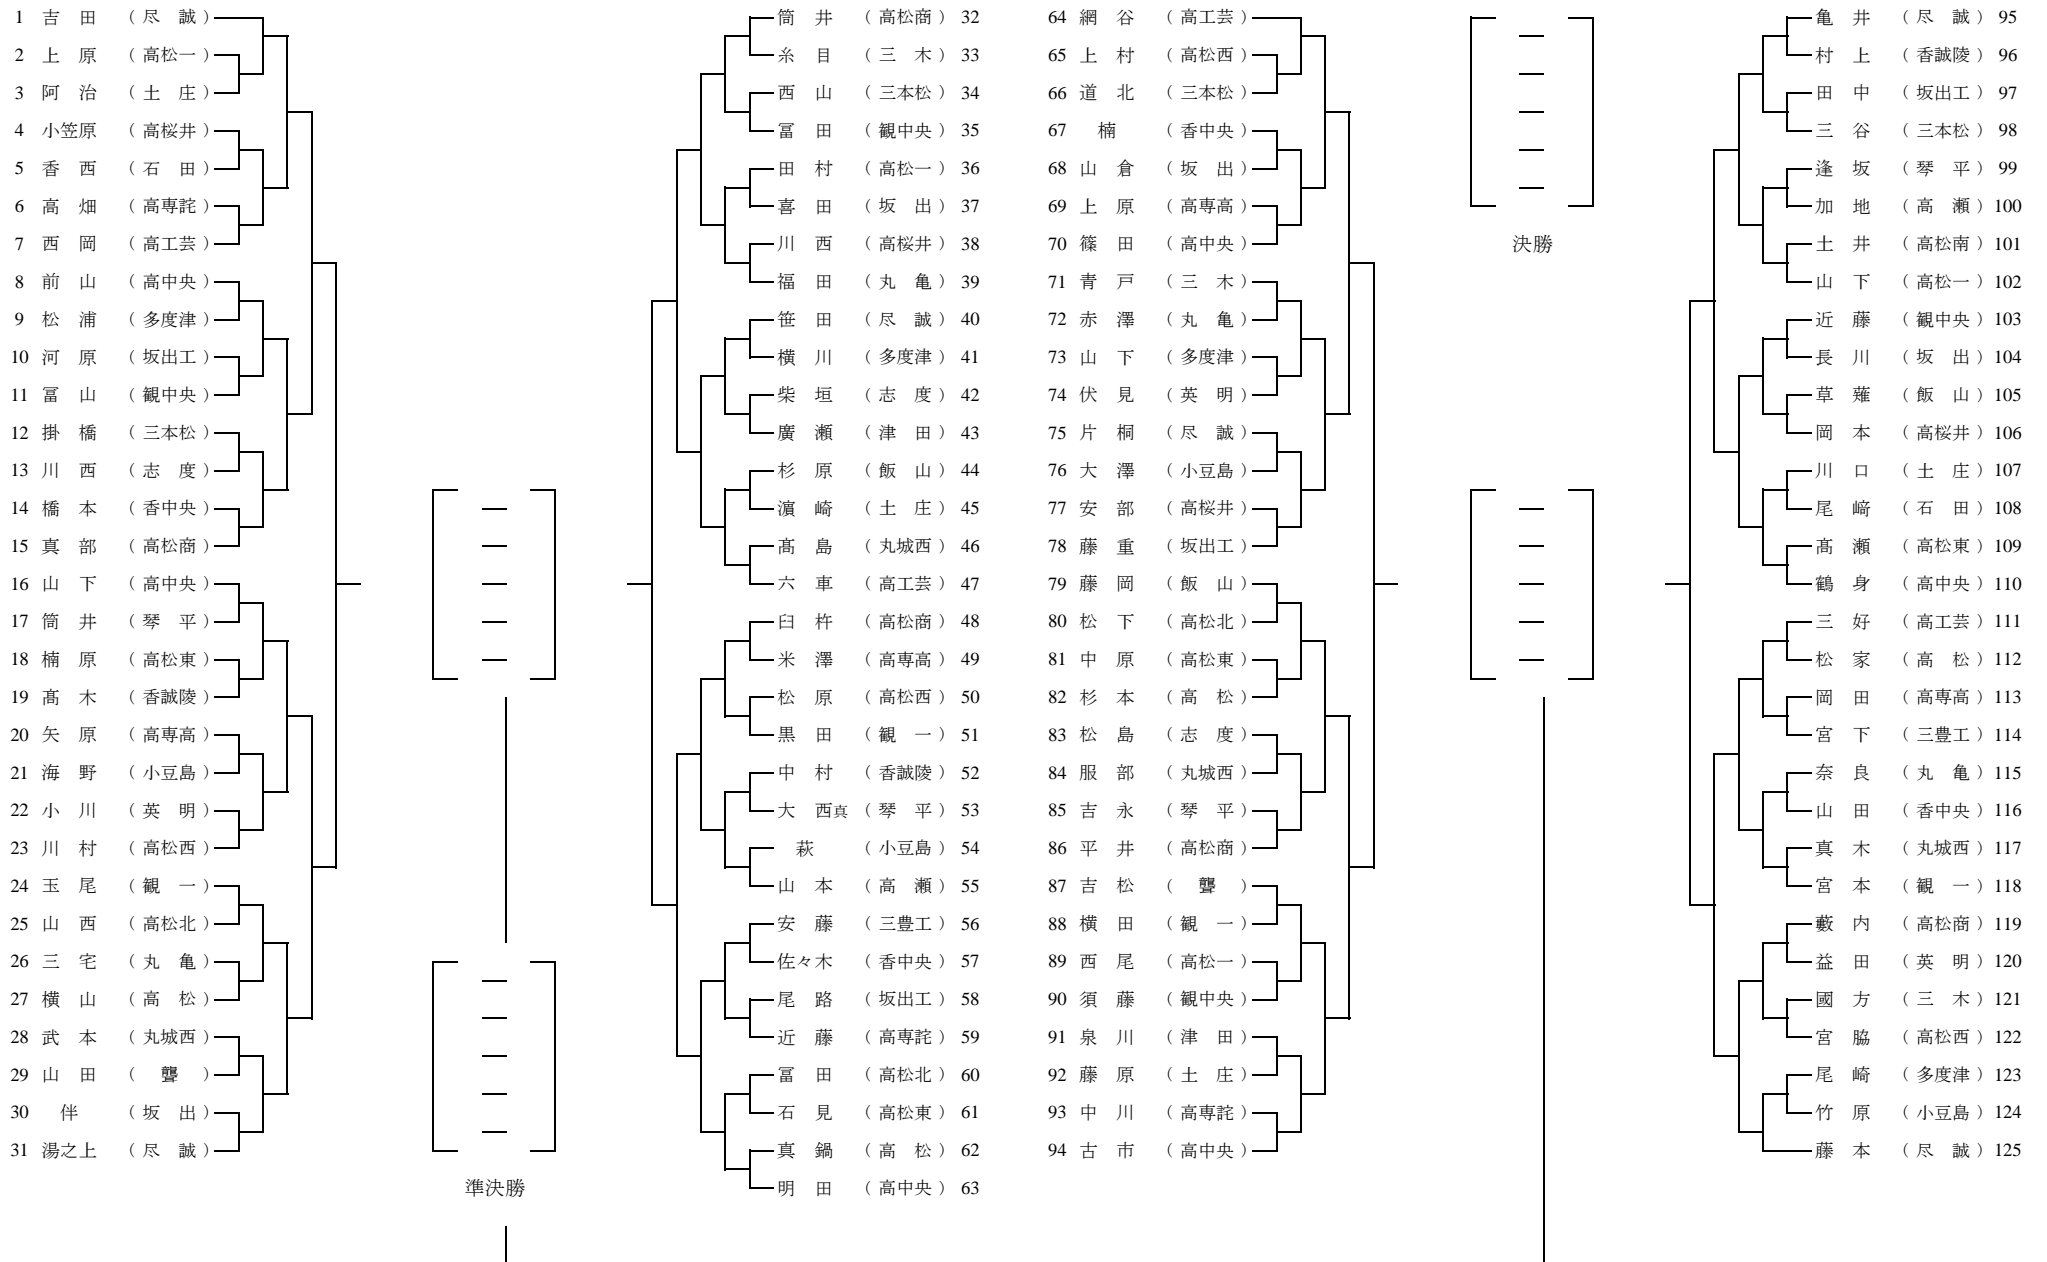 1 吉田 （尽誠）
2 上原 （高松一）
3 阿治 （土庄）
4 小笠原 （高桜井）
5 香西 （石田）
6 高畑 （高専詫）
7 西岡 （高工芸）
8 前山 （高中央）
9 松浦 （多度津）
10 河原 （坂出工）
11 冨山 （観中央）
12 掛橋 （三本松）
13 川西 （志度）
14 橋本 （香中央）
15 真部 （高松商）
16 山下 （高中央）
17 筒井 （琴平）
18 楠原 （高松東）
19 髙木 （香誠陵）
20 矢原 （高専高）
21 海野 （小豆島）
22 小川 （英明）
23 川村 （高松西）
24 玉尾 （観一）
25 山西 （高松北）
26 三宅 （丸亀）
27 横山 （高松）
28 武本 （丸城西）
29 山田 （聾）
30 伴 （坂出）
31 湯之上 （尽誠）
準決勝
筒井 （高松商） 32
糸目 （三木） 33
西山 （三本松） 34
冨田 （観中央） 35
田村 （高松一） 36
喜田 （坂出） 37
川西 （高桜井） 38
福田 （丸亀） 39
笹田 （尽誠） 40
横川 （多度津） 41
柴垣 （志度） 42
廣瀬 （津田） 43
杉原 （飯山） 44
濵崎 （土庄） 45
髙島 （丸城西） 46
六車 （高工芸） 47
臼杵 （高松商） 48
米澤 （高専高） 49
松原 （高松西） 50
黒田 （観一） 51
中村 （香誠陵） 52
大西真 （琴平） 53
萩 （小豆島） 54
山本 （高瀬） 55
安藤 （三豊工） 56
佐々木 （香中央） 57
尾路 （坂出工） 58
近藤 （高専詫） 59
冨田 （高松北） 60
石見 （高松東） 61
真鍋 （高松） 62
明田 （高中央） 63
64 網谷 （高工芸）
65 上村 （高松西）
66 道北 （三本松）
67 楠 （香中央）
68 山倉 （坂出）
69 上原 （高専高）
70 篠田 （高中央）
71 青戸 （三木）
72 赤澤 （丸亀）
73 山下 （多度津）
74 伏見 （英明）
75 片桐 （尽誠）
76 大澤 （小豆島）
77 安部 （高桜井）
78 藤重 （坂出工）
79 藤岡 （飯山）
80 松下 （高松北）
81 中原 （高松東）
82 杉本 （高松）
83 松島 （志度）
84 服部 （丸城西）
85 吉永 （琴平）
86 平井 （高松商）
87 吉松 （聾）
88 横田 （観一）
89 西尾 （高松一）
90 須藤 （観中央）
91 泉川 （津田）
92 藤原 （土庄）
93 中川 （高専詫）
94 古市 （高中央）
決勝
亀井 （尽誠） 95
村上 （香誠陵） 96
田中 （坂出工） 97
三谷 （三本松） 98
逢坂 （琴平） 99
加地 （高瀬） 100
土井 （高松南） 101
山下 （高松一） 102
近藤 （観中央） 103
長川 （坂出） 104
草薙 （飯山） 105
岡本 （高桜井） 106
川口 （土庄） 107
尾﨑 （石田） 108
髙瀬 （高松東） 109
鶴身 （高中央） 110
三好 （高工芸） 111
松家 （高松） 112
岡田 （高専高） 113
宮下 （三豊工） 114
奈良 （丸亀） 115
山田 （香中央） 116
真木 （丸城西） 117
宮本 （観一） 118
藪内 （高松商） 119
益田 （英明） 120
國方 （三木） 121
宮脇 （高松西） 122
尾崎 （多度津） 123
竹原 （小豆島） 124
藤本 （尽誠） 125